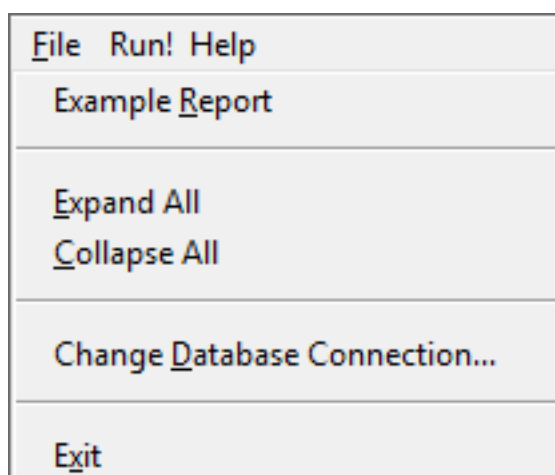 File Run! Help
Example Report
Expand All
Collapse All
Change Database Connection...
Exit